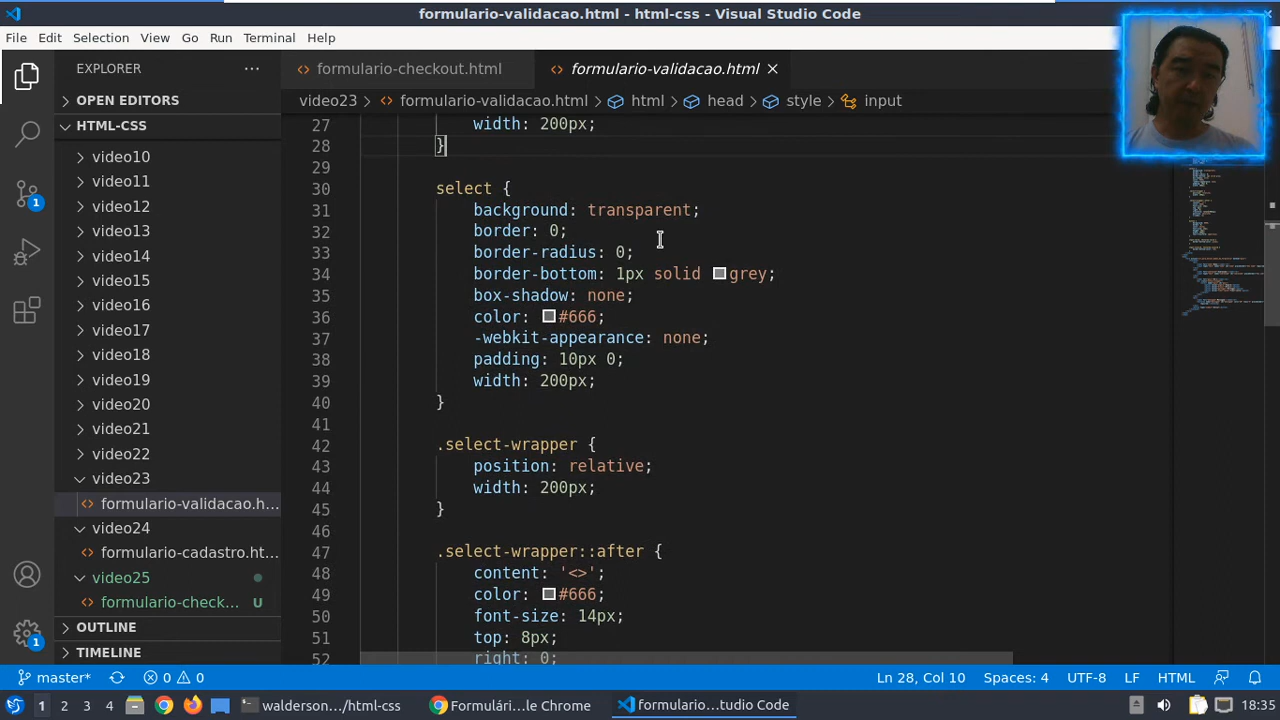 formulario-validacao.html - html-css - Visual Studio Code
File Edit Selection View Go Run Terminal Help
EXPLORER ...
formulario-checkout.html
formulario-validacao.html
OPEN EDITORS
video23 > formulario-validacao.html > html > head > style > input
HTML-CSS
video10
video11
video12
video13
video14
video15
video16
video17
video18
video19
video20
video21
video22
video23
formulario-validacao.h...
video24
formulario-cadastro.ht...
video25
formulario-check... U
OUTLINE
TIMELINE
1
1
27 width: 200px;
28 }
29
30 select {
31 background: transparent;
32 border: 0;
33 border-radius: 0;
34 border-bottom: 1px solid grey;
35 box-shadow: none;
36 color: #666;
37 -webkit-appearance: none;
38 padding: 10px 0;
39 width: 200px;
40 }
41
42 .select-wrapper {
43 position: relative;
44 width: 200px;
45 }
46
47 .select-wrapper::after {
48 content: '<>';
49 color: #666;
50 font-size: 14px;
51 top: 8px;
52 right: 0;
master* 0 0 Ln 28, Col 10 Spaces: 4 UTF-8 LF HTML
1 2 3 4 walderson.../html-css Formulári...le Chrome formulario...tudio Code 18:35